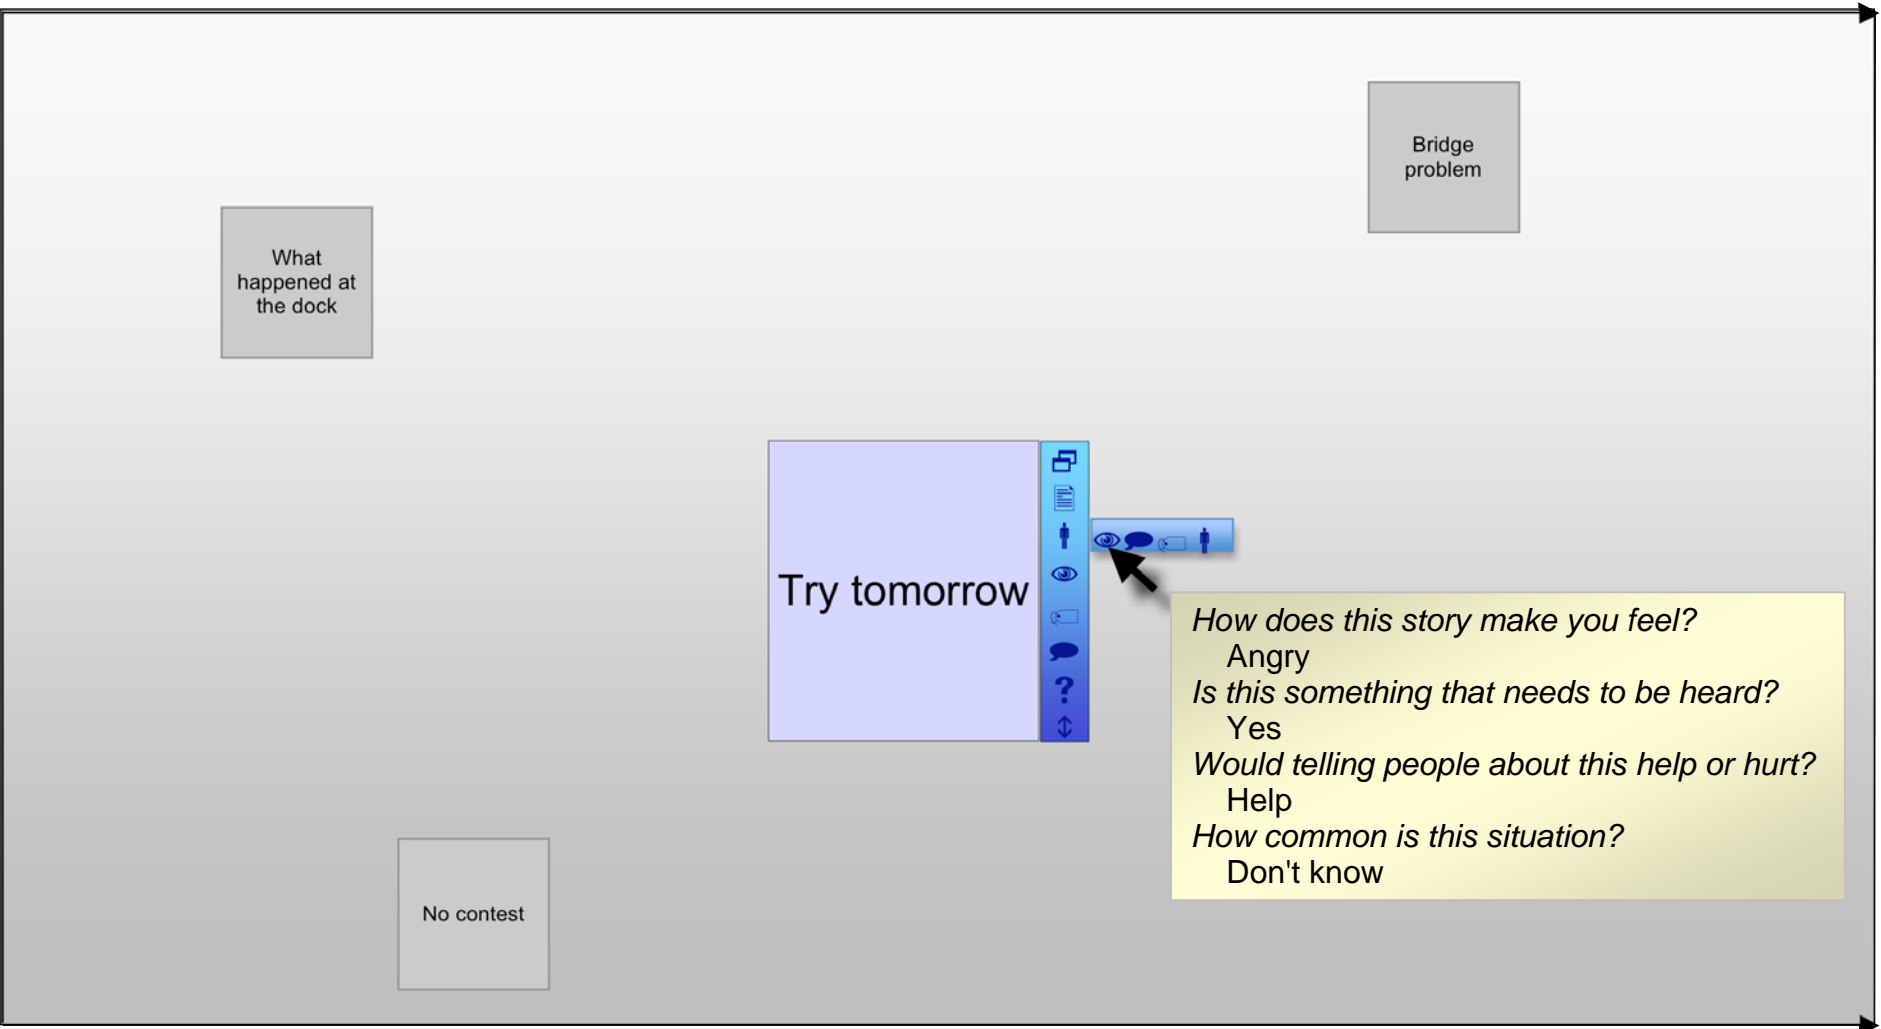 Bridge
problem
What
happened at
the dock
Try tomorrow
?
How does this story make you feel?
Angry
Is this something that needs to be heard?
Yes
Would telling people about this help or hurt?
Help
How common is this situation?
Don't know
No contest